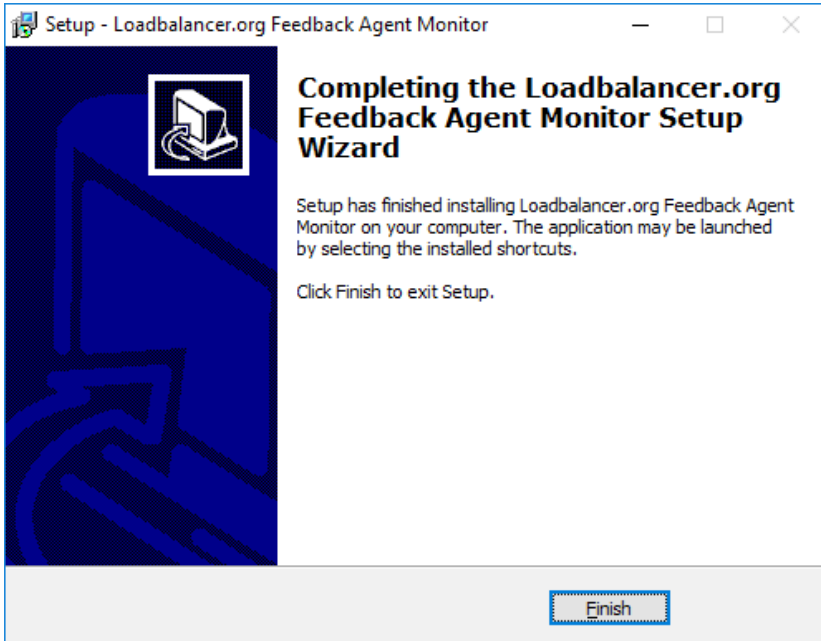 Setup - Loadbalancer.org Feedback Agent Monitor
Completing the Loadbalancer.org
Feedback Agent Monitor Setup
Wizard
Setup has finished installing Loadbalancer.org Feedback Agent
Monitor on your computer. The application may be launched
by selecting the installed shortcuts.
Click Finish to exit Setup.
Finish